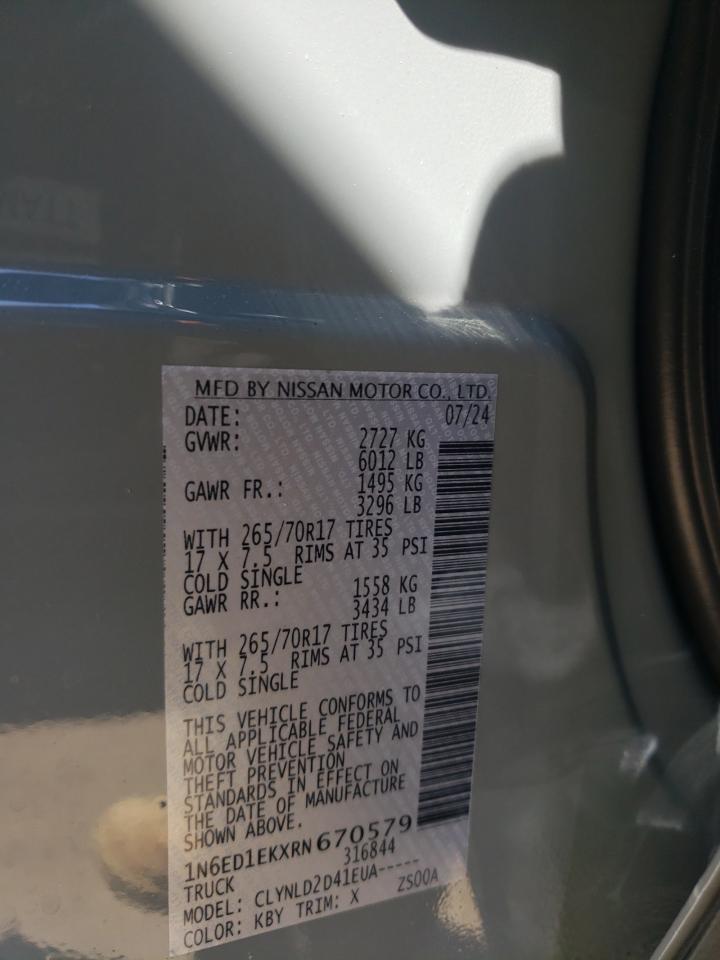 MFD BY NISSAN MOTOR CO., LTD.
DATE: 07/24
GVWR: 2727 KG
6012 LB
GAWR FR.: 1495 KG
3296 LB
WITH 265/70R17 TIRES
17 X 7.5 RIMS AT 35 PSI
COLD SINGLE
GAWR RR.: 1558 KG
3434 LB
WITH 265/70R17 TIRES
17 X 7.5 RIMS AT 35 PSI
COLD SINGLE
THIS VEHICLE CONFORMS TO
ALL APPLICABLE FEDERAL
MOTOR VEHICLE SAFETY AND
THEFT PREVENTION
STANDARDS IN EFFECT ON
THE DATE OF MANUFACTURE
SHOWN ABOVE.
1N6ED1EKXRN670579
316844
TRUCK
MODEL: CLYNLD2D41EUA-----
COLOR: KBY TRIM: X ZS00A